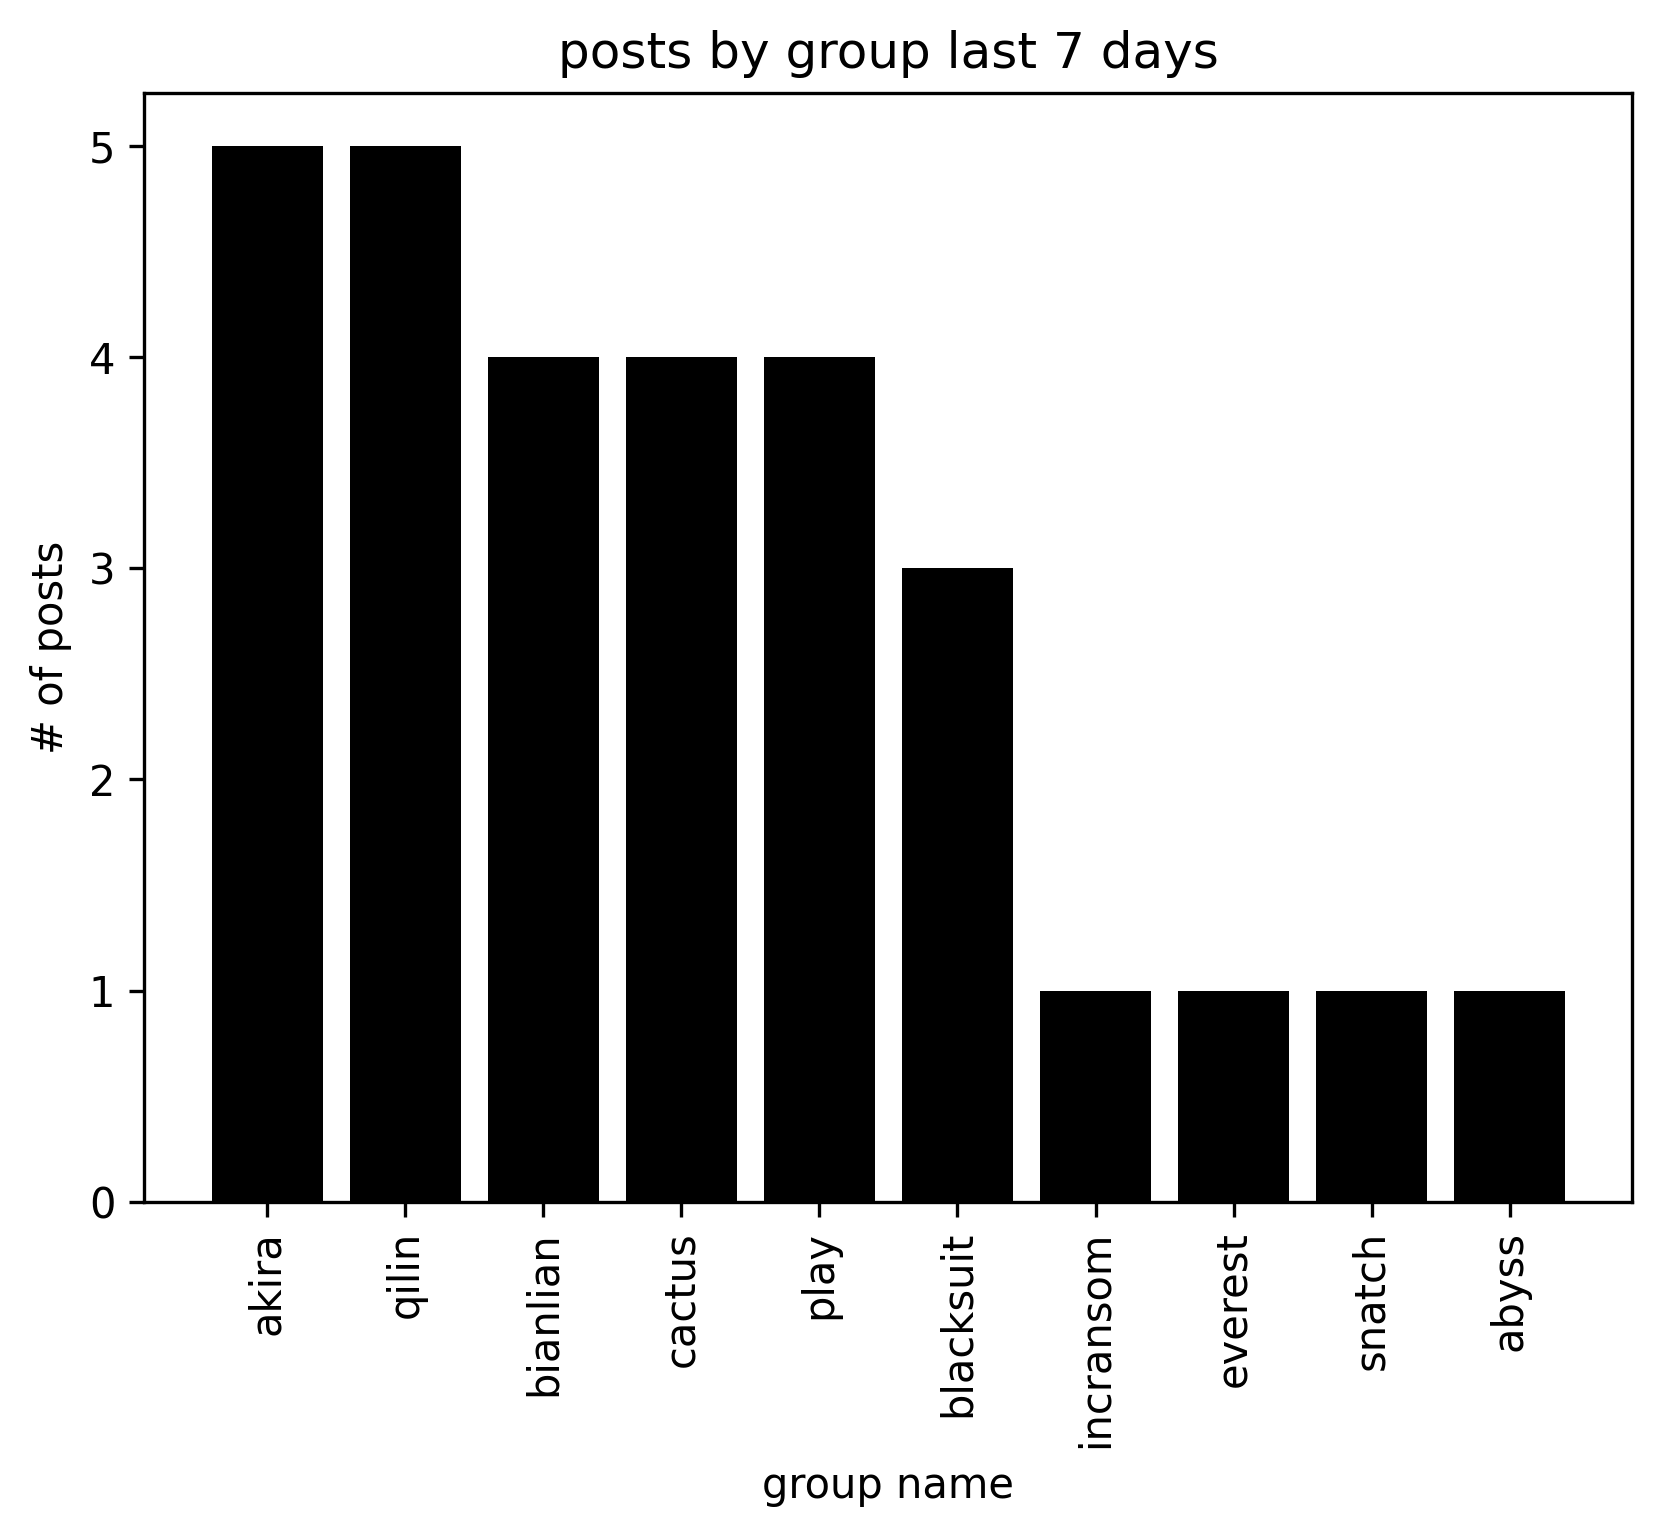 posts by group last 7 days
# of posts
5
4
3
2
1
0
akira
qilin
bianlian
cactus
play
blacksuit
incransom
everest
snatch
abyss
group name